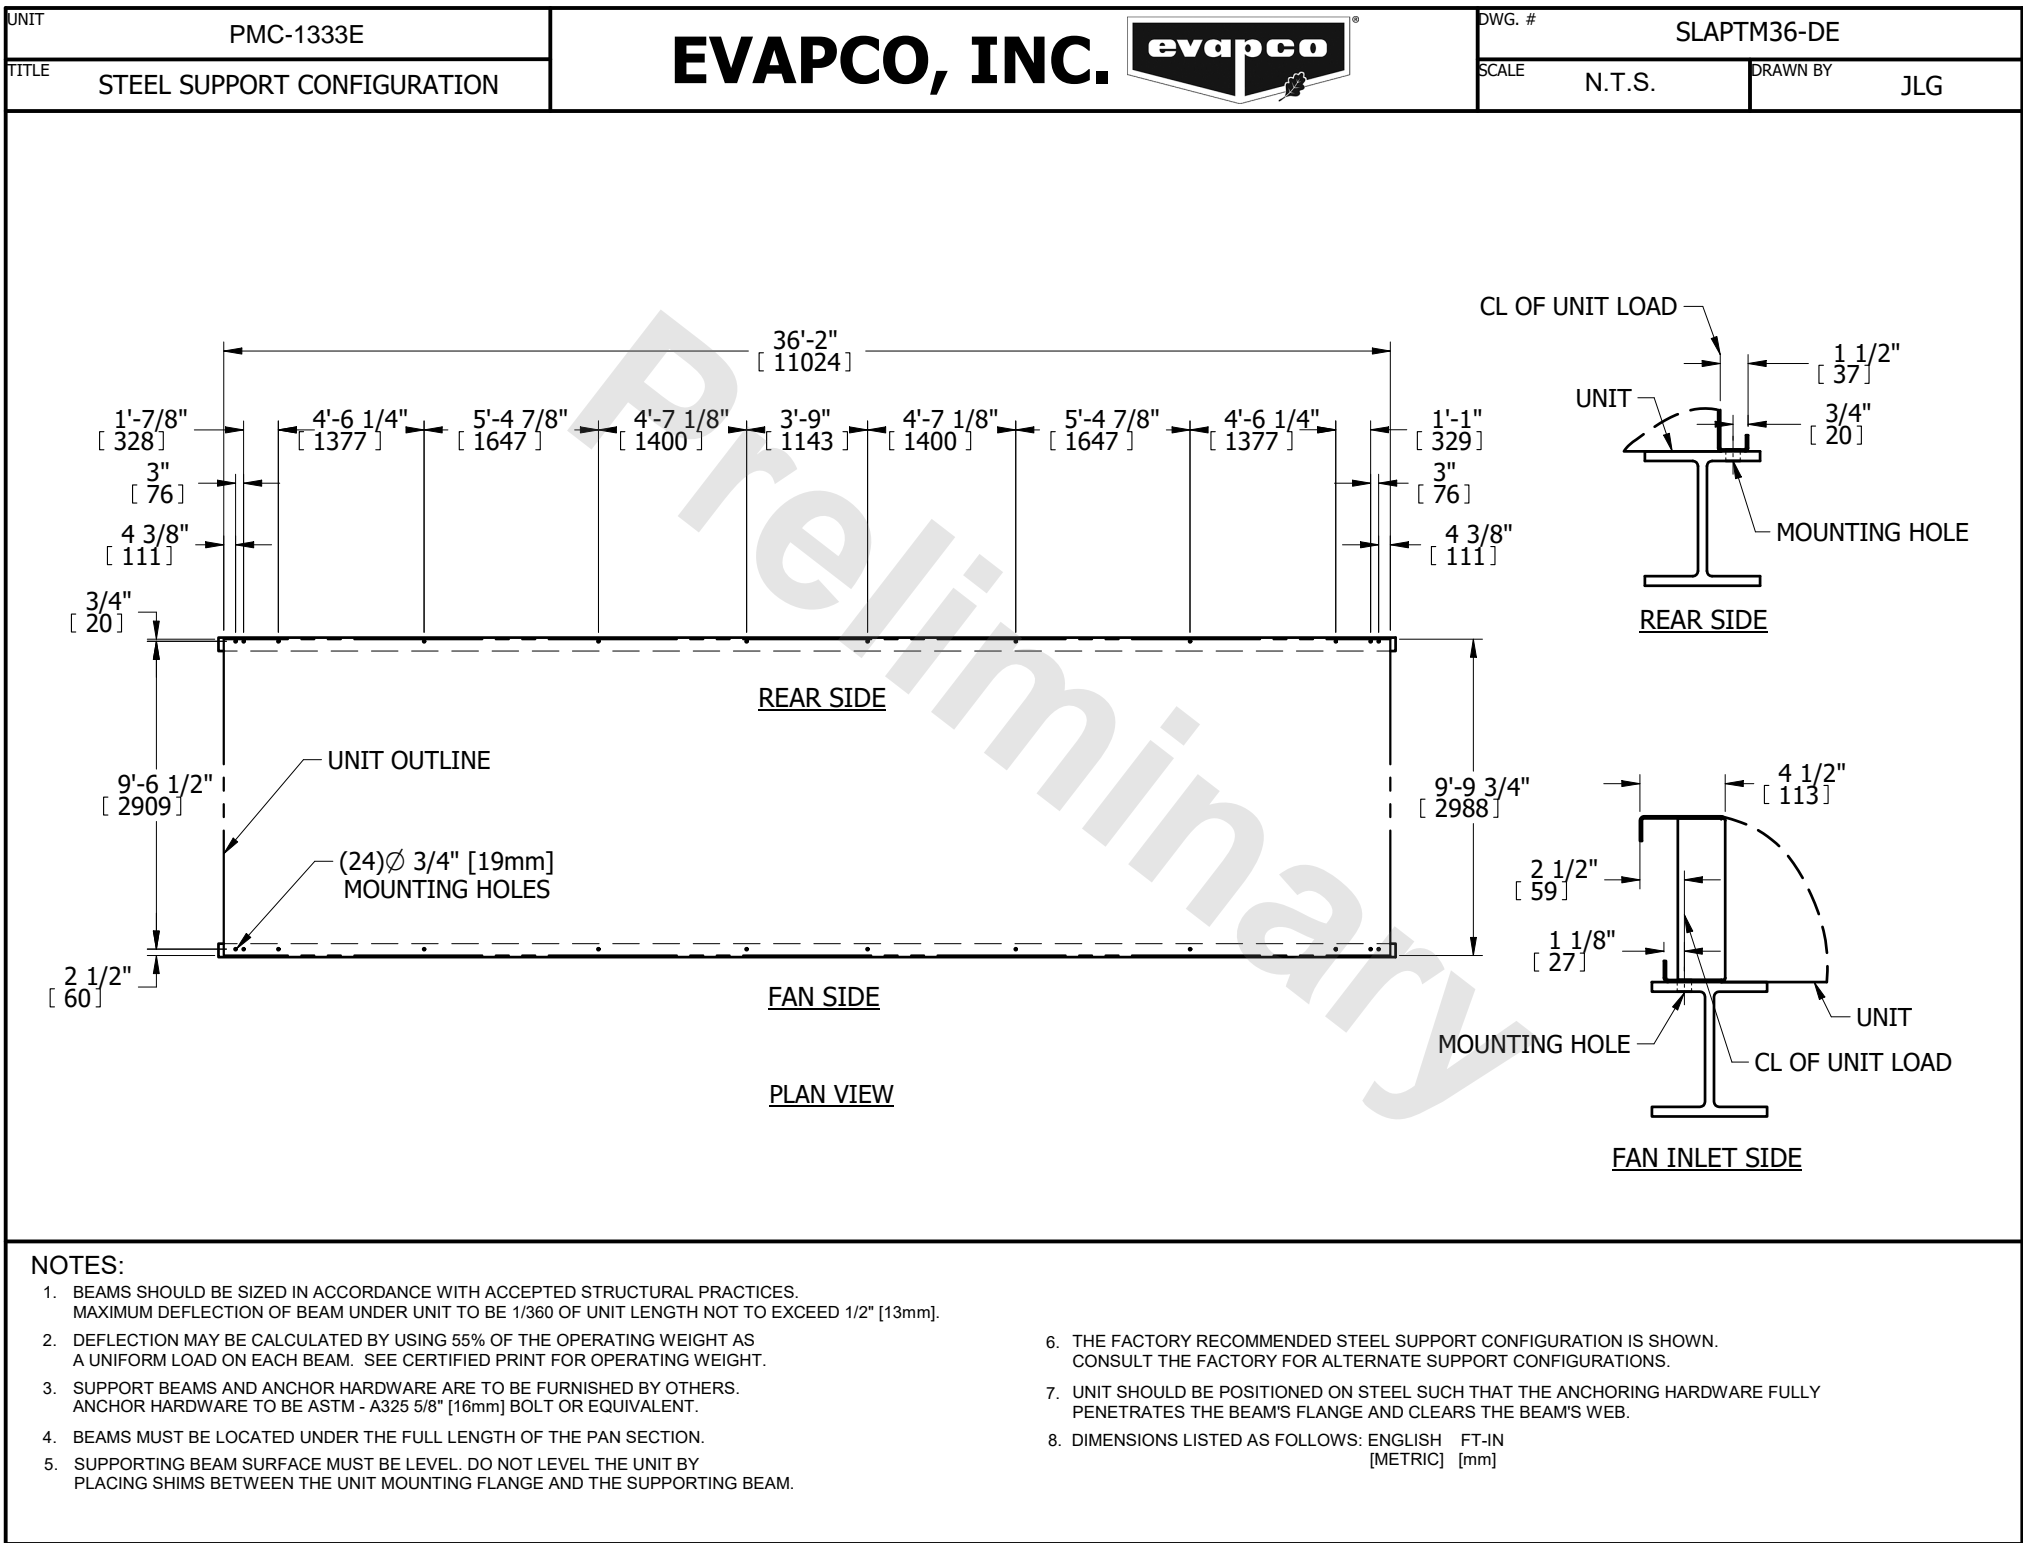 UNIT
PMC-1333E
TITLE
STEEL SUPPORT CONFIGURATION
EVAPCO, INC.
evapco
®
DWG. #
SLAPTM36-DE
SCALE
N.T.S.
DRAWN BY
JLG
36'-2"
[ 11024 ]
1'-7/8"
[ 328 ]
4'-6 1/4"
[ 1377 ]
5'-4 7/8"
[ 1647 ]
4'-7 1/8"
[ 1400 ]
3'-9"
[ 1143 ]
4'-7 1/8"
[ 1400 ]
5'-4 7/8"
[ 1647 ]
4'-6 1/4"
[ 1377 ]
1'-1"
[ 329 ]
3"
[ 76 ]
3"
[ 76 ]
4 3/8"
[ 111 ]
4 3/8"
[ 111 ]
3/4"
[ 20 ]
REAR SIDE
UNIT OUTLINE
9'-6 1/2"
[ 2909 ]
9'-9 3/4"
[ 2988 ]
(24)∅ 3/4" [19mm]
MOUNTING HOLES
2 1/2"
[ 60 ]
FAN SIDE
PLAN VIEW
Preliminary
CL OF UNIT LOAD
1 1/2"
[ 37 ]
UNIT
3/4"
[ 20 ]
MOUNTING HOLE
REAR SIDE
4 1/2"
[ 113 ]
2 1/2"
[ 59 ]
1 1/8"
[ 27 ]
UNIT
MOUNTING HOLE
CL OF UNIT LOAD
FAN INLET SIDE
NOTES:
1. BEAMS SHOULD BE SIZED IN ACCORDANCE WITH ACCEPTED STRUCTURAL PRACTICES.
MAXIMUM DEFLECTION OF BEAM UNDER UNIT TO BE 1/360 OF UNIT LENGTH NOT TO EXCEED 1/2" [13mm].
2. DEFLECTION MAY BE CALCULATED BY USING 55% OF THE OPERATING WEIGHT AS
A UNIFORM LOAD ON EACH BEAM. SEE CERTIFIED PRINT FOR OPERATING WEIGHT.
3. SUPPORT BEAMS AND ANCHOR HARDWARE ARE TO BE FURNISHED BY OTHERS.
ANCHOR HARDWARE TO BE ASTM - A325 5/8" [16mm] BOLT OR EQUIVALENT.
4. BEAMS MUST BE LOCATED UNDER THE FULL LENGTH OF THE PAN SECTION.
5. SUPPORTING BEAM SURFACE MUST BE LEVEL. DO NOT LEVEL THE UNIT BY
PLACING SHIMS BETWEEN THE UNIT MOUNTING FLANGE AND THE SUPPORTING BEAM.
6. THE FACTORY RECOMMENDED STEEL SUPPORT CONFIGURATION IS SHOWN.
CONSULT THE FACTORY FOR ALTERNATE SUPPORT CONFIGURATIONS.
7. UNIT SHOULD BE POSITIONED ON STEEL SUCH THAT THE ANCHORING HARDWARE FULLY
PENETRATES THE BEAM'S FLANGE AND CLEARS THE BEAM'S WEB.
8. DIMENSIONS LISTED AS FOLLOWS: ENGLISH FT-IN
[METRIC] [mm]